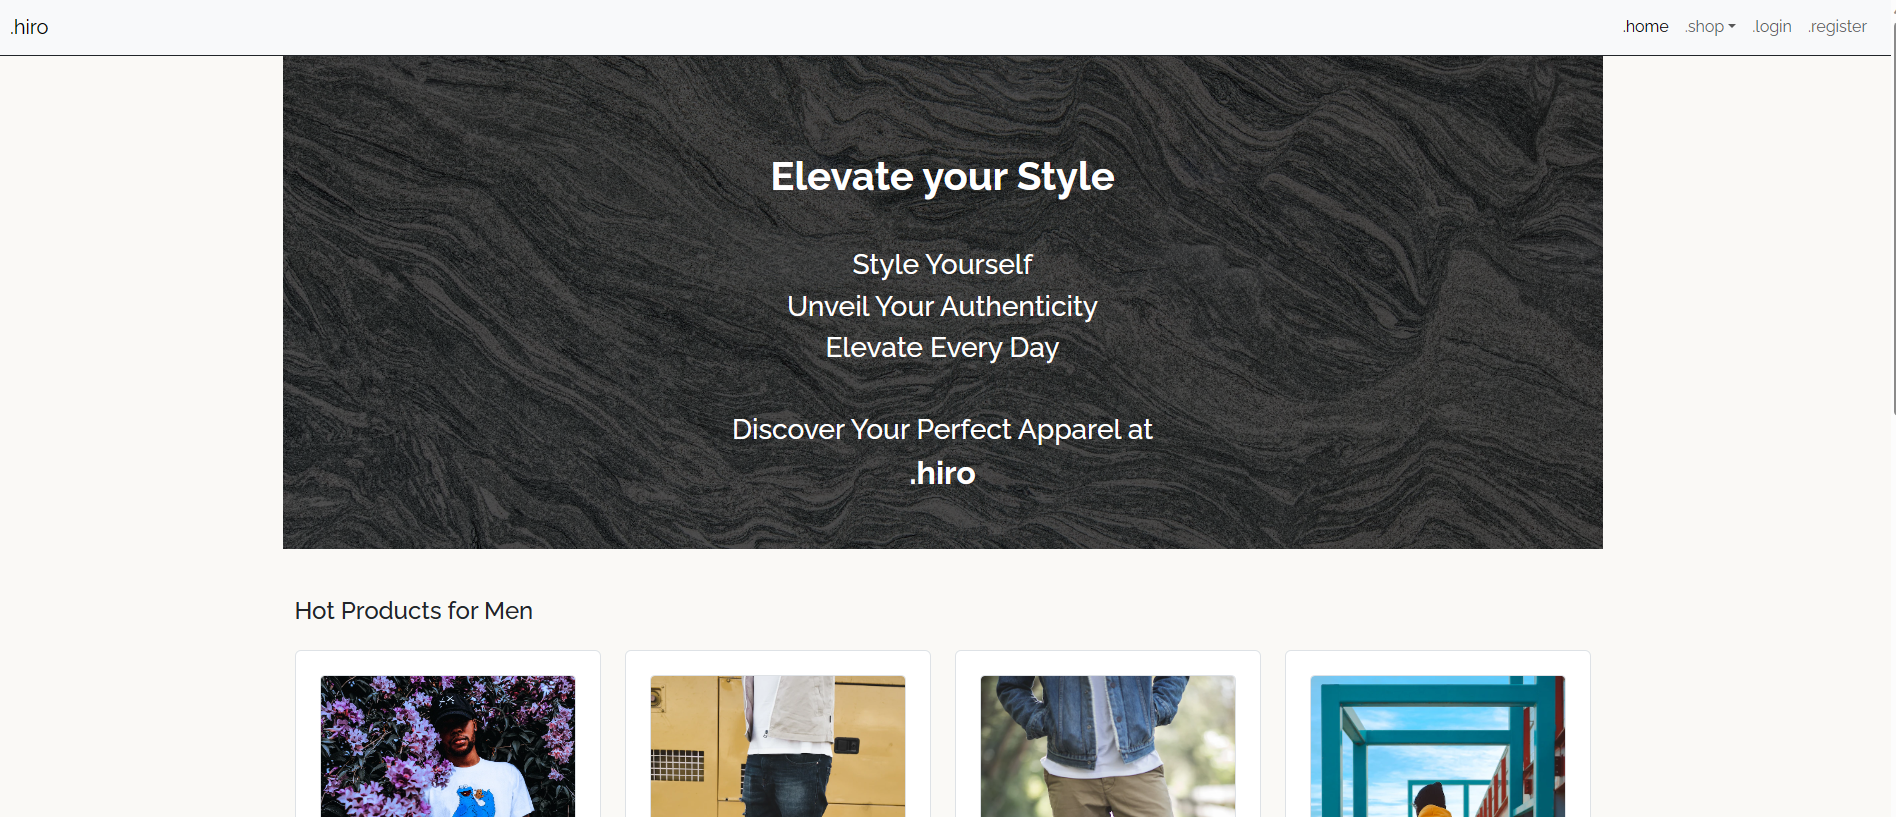 .hiro
.home .shop .login .register
Elevate your Style
Style Yourself
Unveil Your Authenticity
Elevate Every Day
Discover Your Perfect Apparel at
.hiro
Hot Products for Men